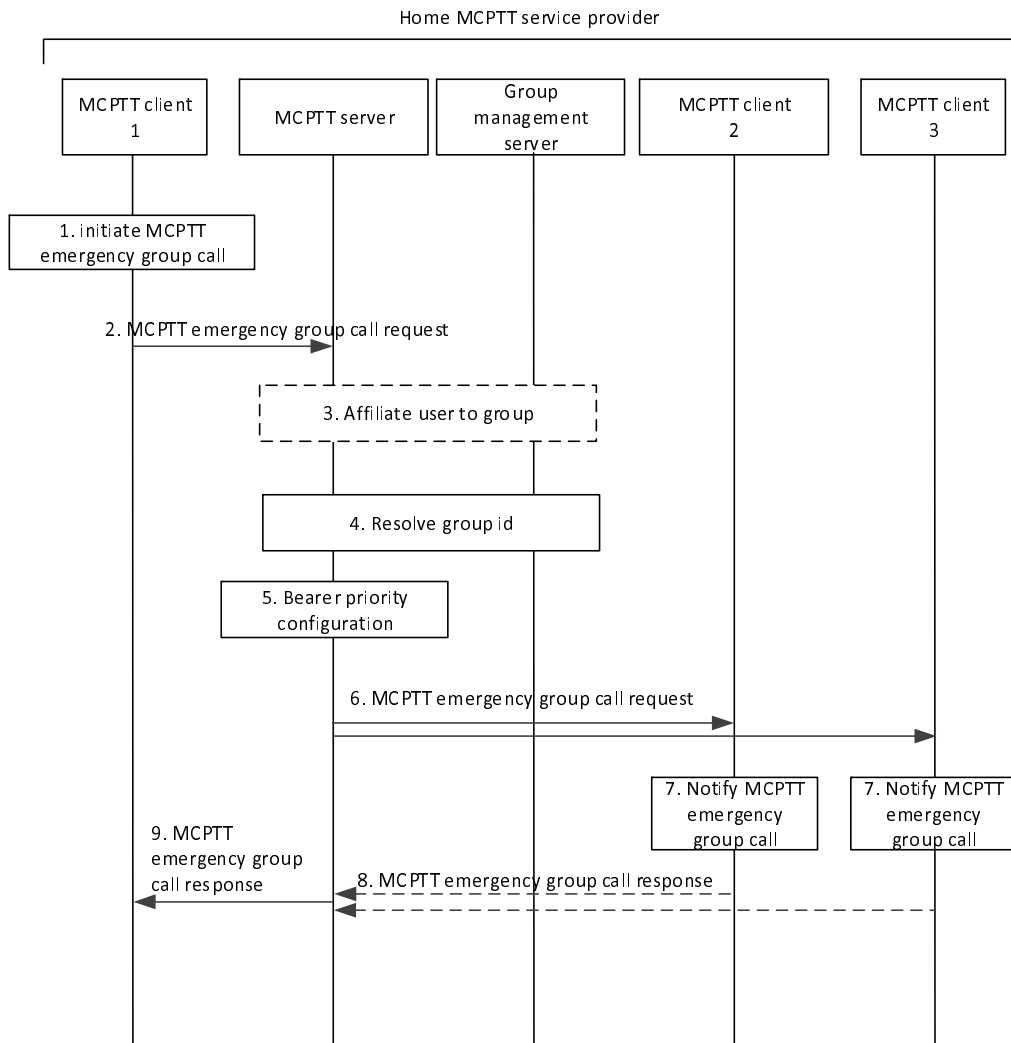 Home MCPTT service provider
MCPTT client
1
MCPTT server
Group
management
server
MCPTT client
2
MCPTT client
3
1. initiate MCPTT
emergency group call
2. MCPTT emergency group call request
3. Affiliate user to group
4. Resolve group id
5. Bearer priority
configuration
6. MCPTT emergency group call request
7. Notify MCPTT
emergency
group call
7. Notify MCPTT
emergency
group call
9. MCPTT
emergency group
call response
8. MCPTT emergency group call response